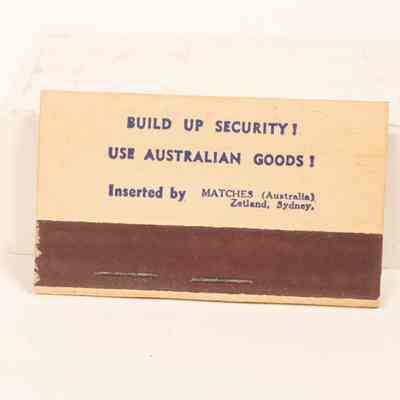 BUILD UP SECURITY!
USE AUSTRALIAN GOODS!
Inserted by MATCHES (Australia)
Zetland, Sydney.